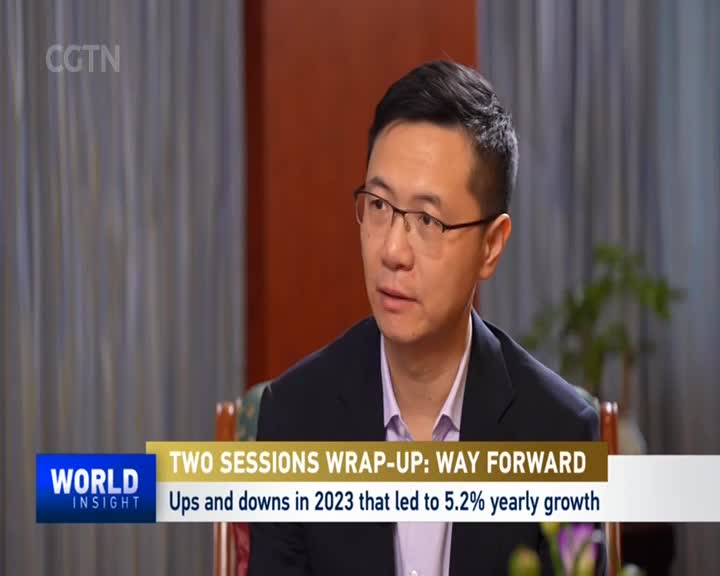 CGTN
TWO SESSIONS WRAP-UP: WAY FORWARD
WORLD
INSIGHT
Ups and downs in 2023 that led to 5.2% yearly growth